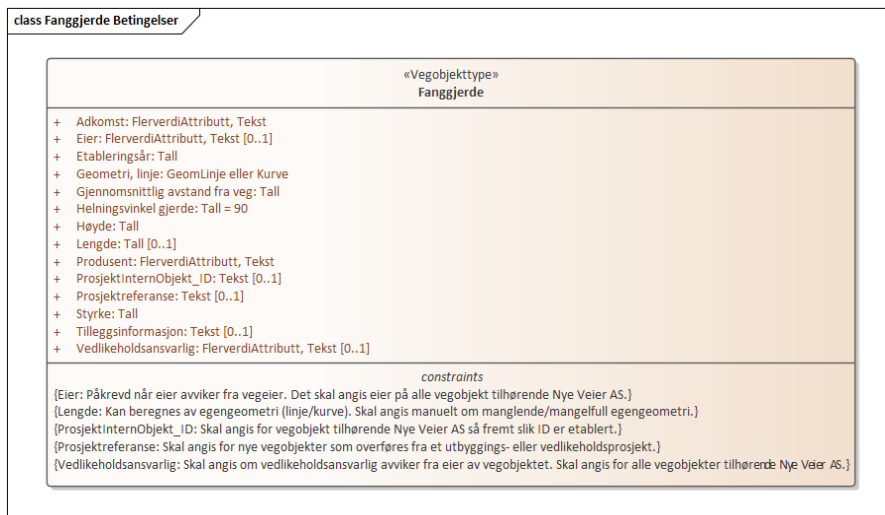 class Fanggjerde Betingelser
«Vegobjekttype»
Fanggjerde
+ Adkomst: FlerverdiAttributt, Tekst
+ Eier: FlerverdiAttributt, Tekst [0..1]
+ Etableringsår: Tall
+ Geometri, linje: GeomLinje eller Kurve
+ Gjennomsnittlig avstand fra veg: Tall
+ Helningsvinkel gjerde: Tall = 90
+ Høyde: Tall
+ Lengde: Tall [0..1]
+ Produsent: FlerverdiAttributt, Tekst
+ ProsjektInternObjekt_ID: Tekst [0..1]
+ Prosjektreferanse: Tekst [0..1]
+ Styrke: Tall
+ Tilleggsinformasjon: Tekst [0..1]
+ Vedlikeholdsansvarlig: FlerverdiAttributt, Tekst [0..1]
constraints
{Eier: Påkrevd når eier avviker fra vegeier. Det skal angis eier på alle vegobjekt tilhørende Nye Veier AS.}
{Lengde: Kan beregnes av egengeometri (linje/kurve). Skal angis manuelt om manglende/mangelfull egengeometri.}
{ProsjektInternObjekt_ID: Skal angis for vegobjekt tilhørende Nye Veier AS så fremt slik ID er etablert.}
{Prosjektreferanse: Skal angis for nye vegobjekter som overføres fra et utbyggings- eller vedlikeholdsprosjekt.}
{Vedlikeholdsansvarlig: Skal angis om vedlikeholdsansvarlig avviker fra eier av vegobjektet. Skal angis for alle vegobjekter tilhørende Nye Veier AS.}